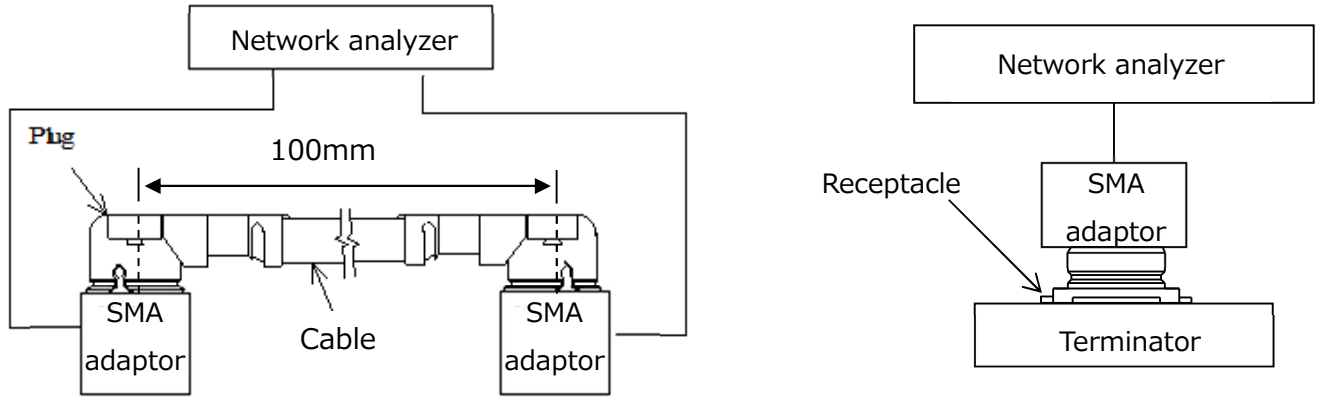 Network analyzer
Plug
100mm
SMA
adaptor
Cable
SMA
adaptor
Network analyzer
Receptacle
SMA
adaptor
Terminator